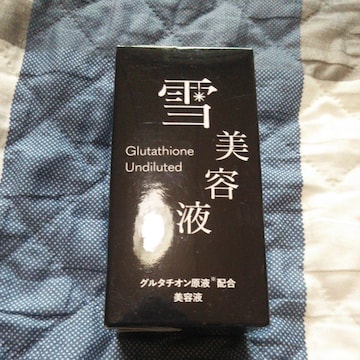 雪美容液
Glutathione
Undiluted
グルタチオン原液※配合
美容液